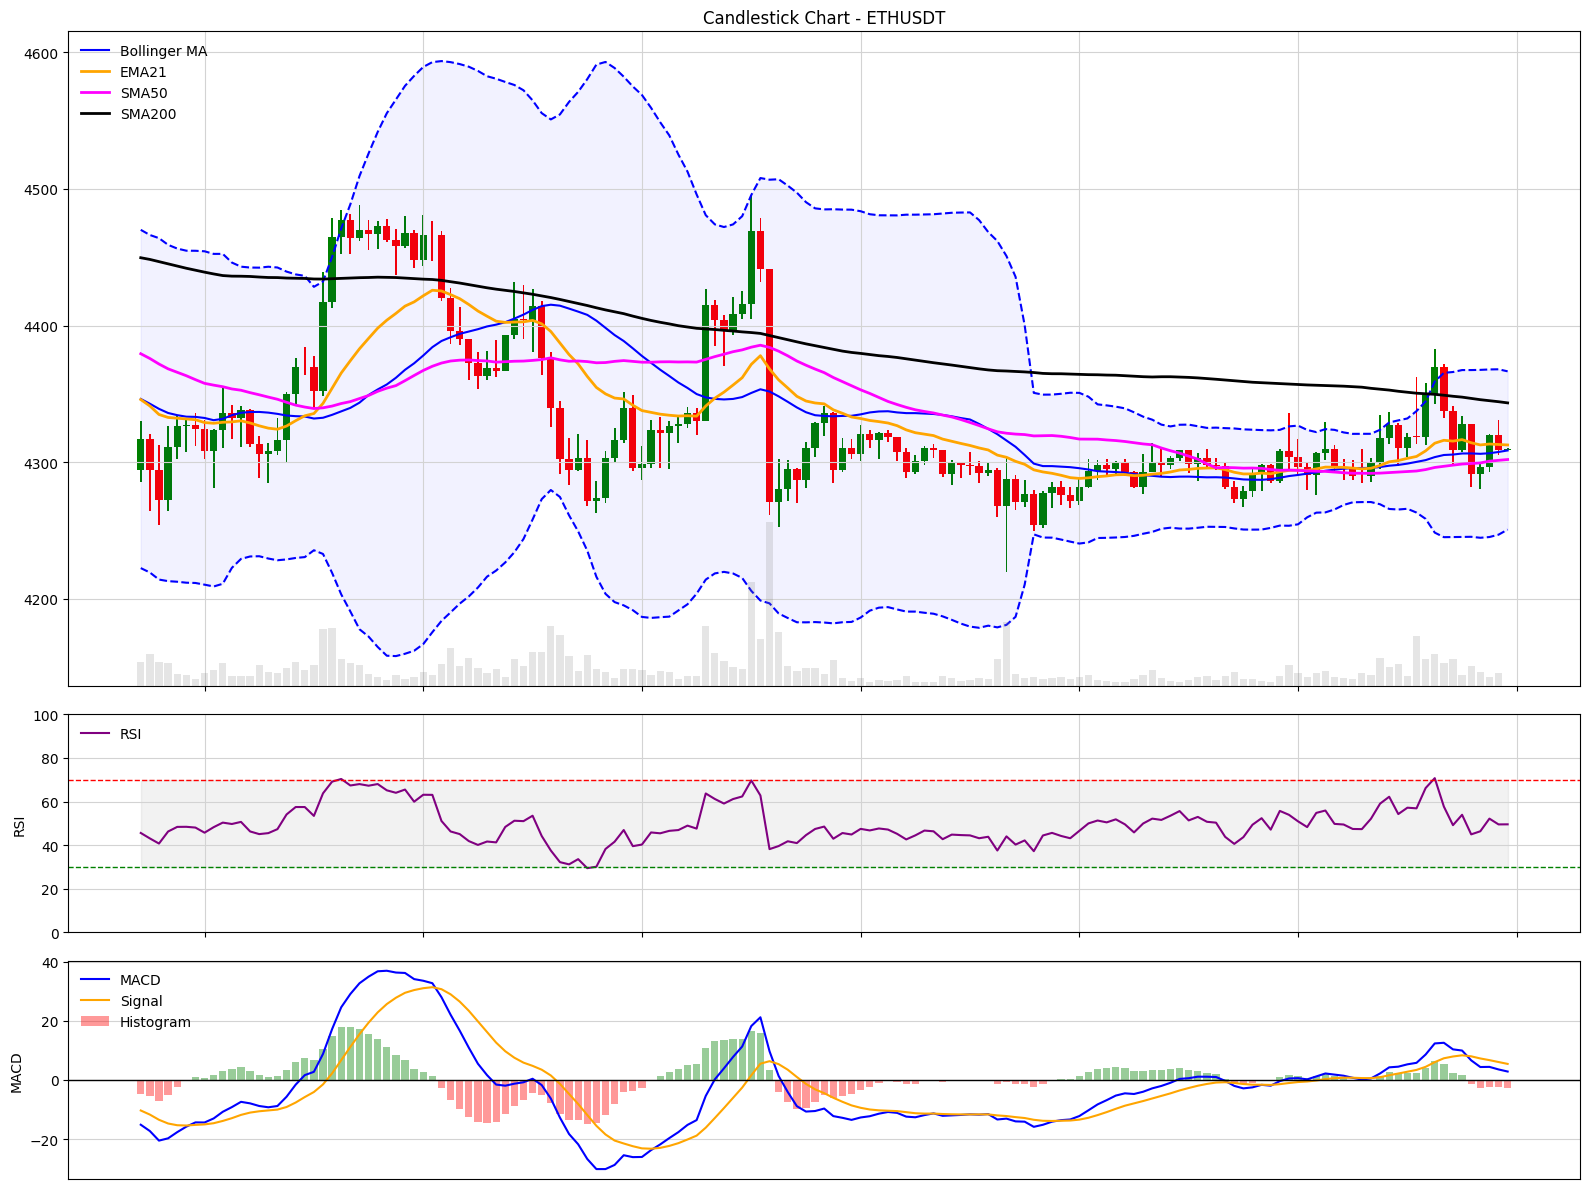 Candlestick Chart - ETHUSDT
4600
4500
4400
4300
4200
Bollinger MA
EMA21
SMA50
SMA200
100
80
60
40
20
0
RSI
RSI
40
20
0
−20
MACD
MACD
Signal
Histogram